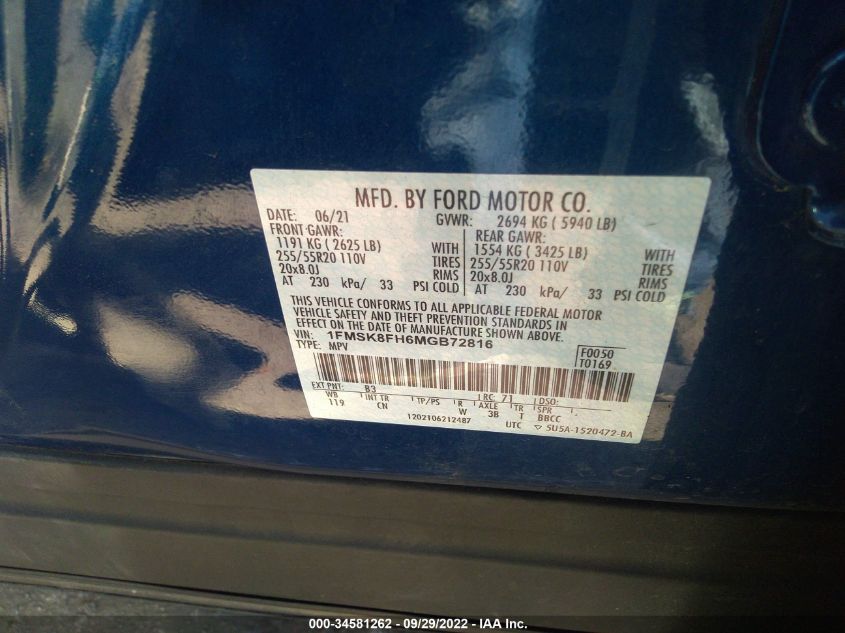 MFD. BY FORD MOTOR CO.
DATE: 06/21 GVWR: 2694 KG ( 5940 LB)
FRONT GAWR: REAR GAWR:
1191 KG ( 2625 LB) WITH 1554 KG ( 3425 LB) WITH
255/55R20 110V TIRES 255/55R20 110V TIRES
20x8.0J RIMS 20x8.0J RIMS
AT 230 kPa/ 33 PSI COLD AT 230 kPa/ 33 PSI COLD
THIS VEHICLE CONFORMS TO ALL APPLICABLE FEDERAL MOTOR
VEHICLE SAFETY AND THEFT PREVENTION STANDARDS IN
EFFECT ON THE DATE OF MANUFACTURE SHOWN ABOVE.
VIN: 1FMSK8FH6MGB72816
TYPE: MPV
F0050
T0169
EXT PNT: B3 RC: 71 DSO:
WB INT TR TP/PS R AXLE TR SPR
119 CN W 3B T BBCC
1202106212487 UTC 5U5A-1520472-BA
000-34581262 - 09/29/2022 - IAA Inc.